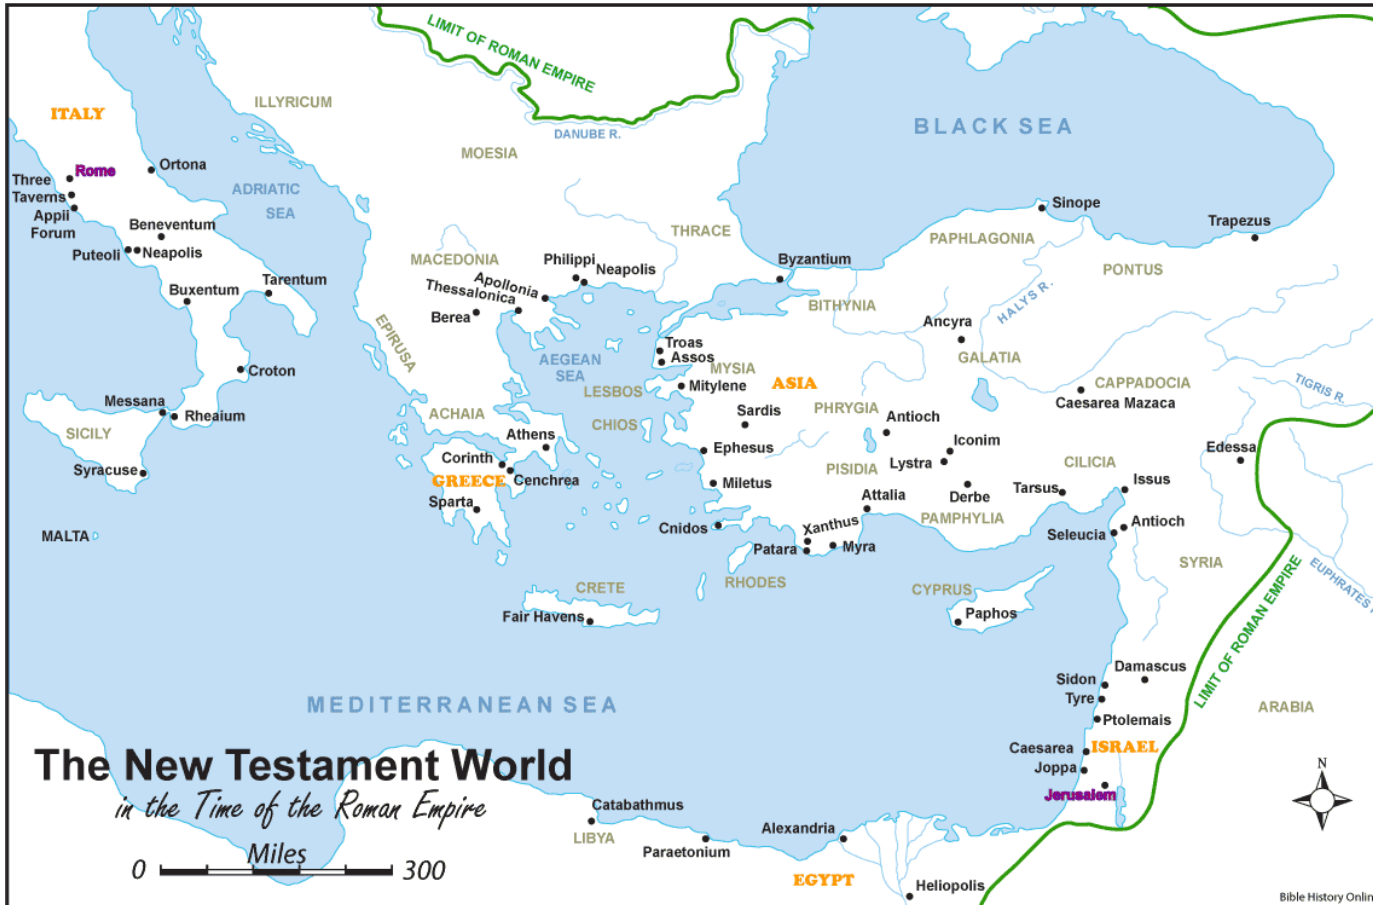 LIMIT OF ROMAN EMPIRE
ILLYRICUM
ITALY
DANUBE R.
BLACK SEA
MOESIA
Rome
Ortona
Three
Taverns
Appii
Forum
ADRIATIC
SEA
Beneventum
Puteoli
Neapolis
Tarentum
Buxentum
Croton
Messana
Rheaium
SICILY
Syracuse
MALTA
THRACE
MACEDONIA
Philippi
Neapolis
Apollonia
Thessalonica
Berea
EPIRUSA
AEGEAN
SEA
Byzantium
BITHYNIA
PAPHLAGONIA
Sinope
Trapezus
PONTUS
HALYS R.
Ancyra
GALATIA
Troas
Assos
MYSIA
ASIA
LESBOS
Mitylene
CAPPADOCIA
Caesarea Mazaca
TIGRIS R.
ACHAIA
CHIOS
Sardis
PHRYGIA
Antioch
Athens
Corinth
GREECE
Cenchrea
Sparta
Ephesus
Iconim
Lystra
PISIDIA
CILICIA
Edessa
Miletus
Attalia
Derbe
Tarsus
Issus
PAMPHYLIA
Cnidos
Xanthus
Patara
Myra
Seleucia
Antioch
SYRIA
RHODES
CRETE
CYPRUS
Fair Havens
Paphos
EUPHRATES
LIMIT OF ROMAN EMPIRE
Damascus
Sidon
Tyre
Ptolemais
ARABIA
MEDITERRANEAN SEA
Caesarea
ISRAEL
Joppa
Jerusalem
N
The New Testament World
in the Time of the Roman Empire
Miles
0
300
Catabathmus
LIBYA
Paraetonium
Alexandria
EGYPT
Heliopolis
Bible History Onlin